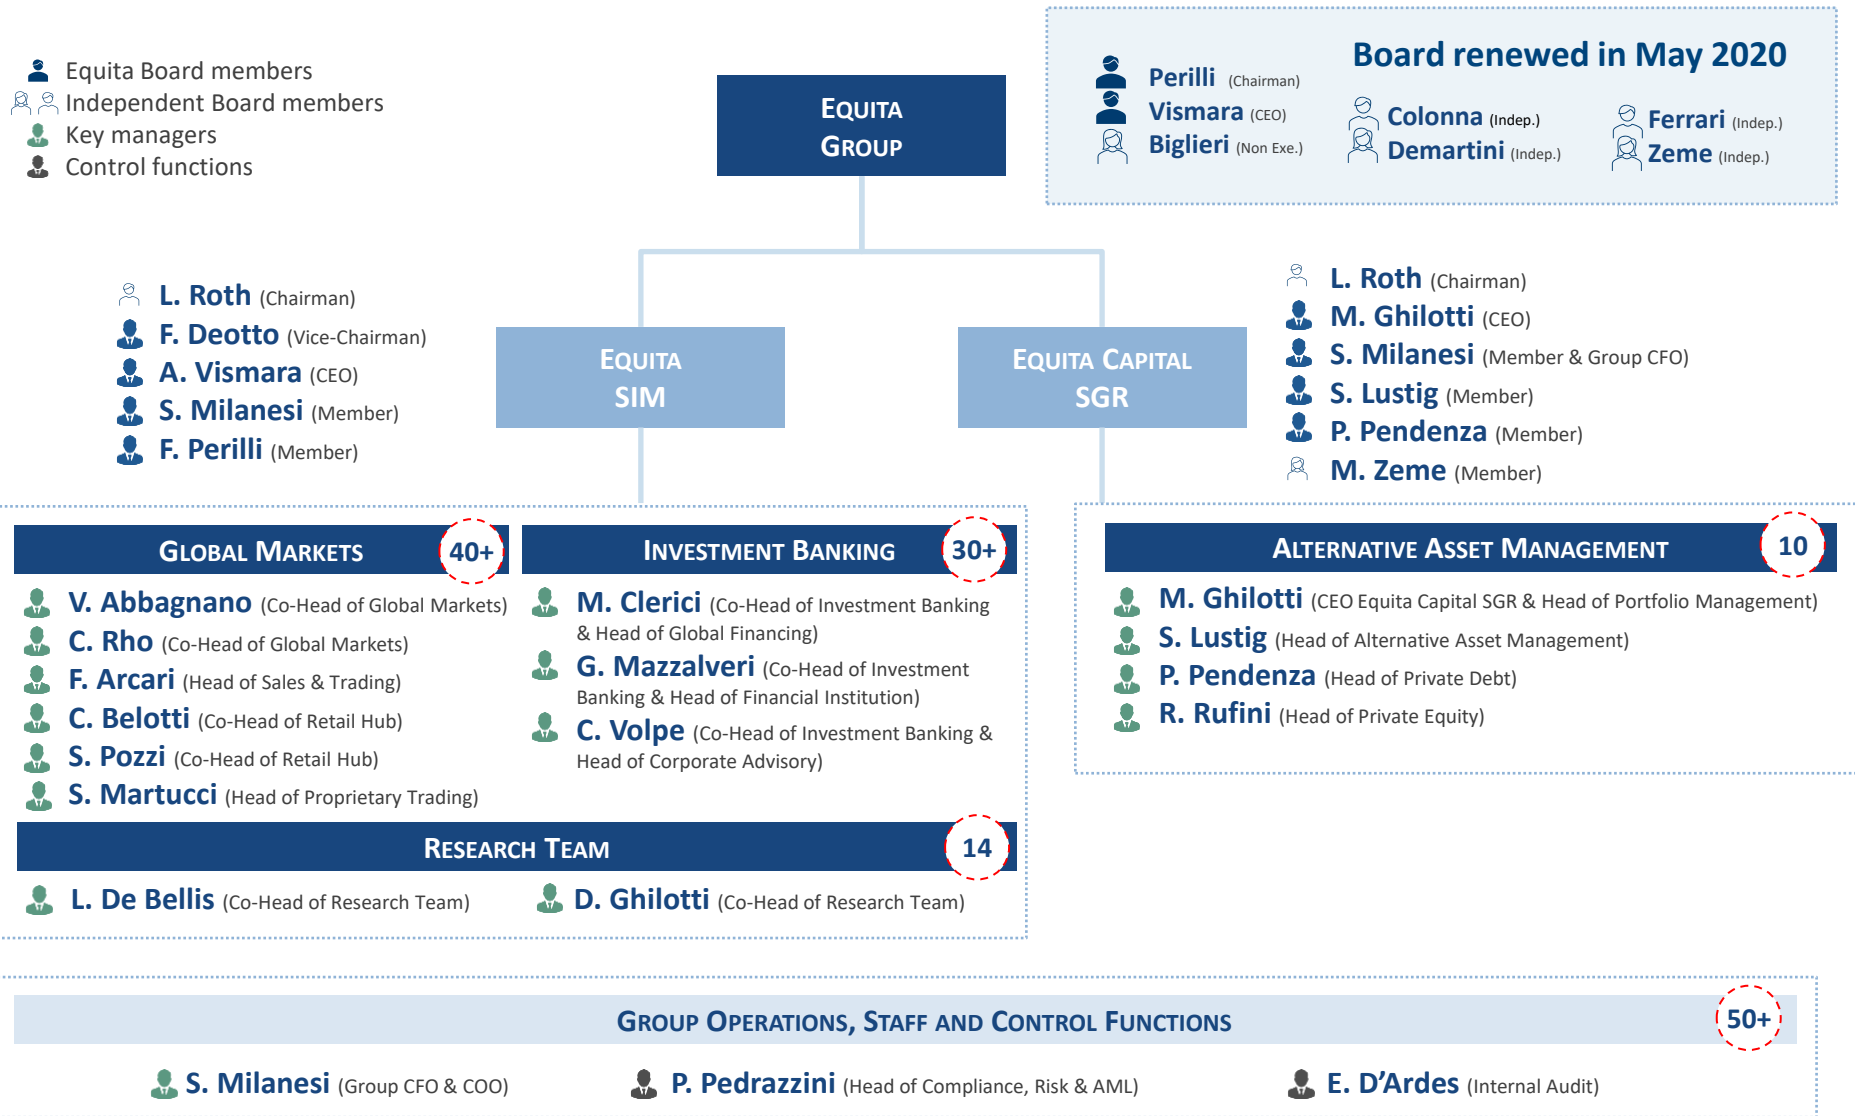 Equita Board members
Independent Board members
Key managers
Control functions
EQUITA
GROUP
Board renewed in May 2020
Perilli (Chairman)
Vismara (CEO)
Biglieri (Non Exe.)
Colonna (Indep.)
Demartini (Indep.)
Ferrari (Indep.)
Zeme (Indep.)
L. Roth (Chairman)
F. Deotto (Vice-Chairman)
A. Vismara (CEO)
S. Milanesi (Member)
F. Perilli (Member)
EQUITA
SIM
EQUITA CAPITAL
SGR
L. Roth (Chairman)
M. Ghilotti (CEO)
S. Milanesi (Member & Group CFO)
S. Lustig (Member)
P. Pendenza (Member)
M. Zeme (Member)
GLOBAL MARKETS 40+
V. Abbagnano (Co-Head of Global Markets)
C. Rho (Co-Head of Global Markets)
F. Arcari (Head of Sales & Trading)
C. Belotti (Co-Head of Retail Hub)
S. Pozzi (Co-Head of Retail Hub)
S. Martucci (Head of Proprietary Trading)
INVESTMENT BANKING 30+
M. Clerici (Co-Head of Investment Banking
& Head of Global Financing)
G. Mazzalveri (Co-Head of Investment
Banking & Head of Financial Institution)
C. Volpe (Co-Head of Investment Banking &
Head of Corporate Advisory)
ALTERNATIVE ASSET MANAGEMENT 10
M. Ghilotti (CEO Equita Capital SGR & Head of Portfolio Management)
S. Lustig (Head of Alternative Asset Management)
P. Pendenza (Head of Private Debt)
R. Rufini (Head of Private Equity)
RESEARCH TEAM 14
L. De Bellis (Co-Head of Research Team)
D. Ghilotti (Co-Head of Research Team)
GROUP OPERATIONS, STAFF AND CONTROL FUNCTIONS 50+
S. Milanesi (Group CFO & COO)
P. Pedrazzini (Head of Compliance, Risk & AML)
E. D'Ardes (Internal Audit)